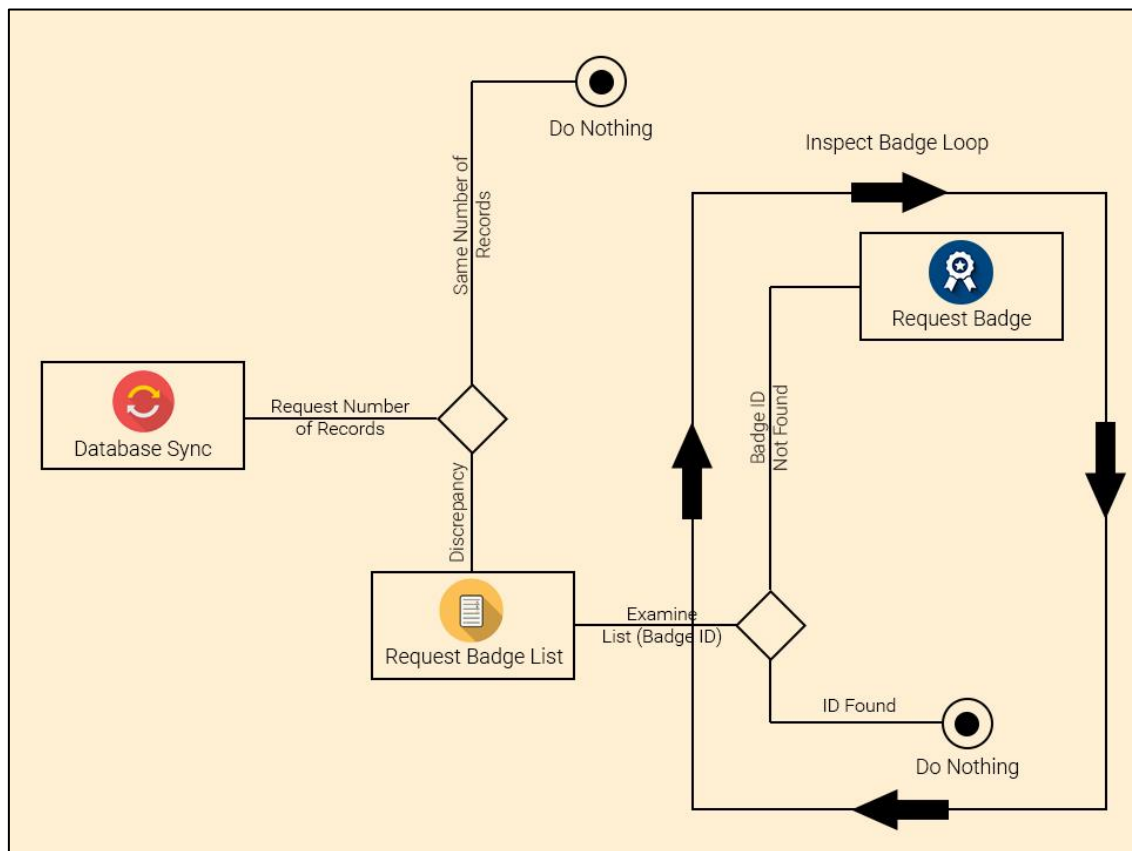 Do Nothing
Inspect Badge Loop
Same Number of
Records
Request Badge
Request Number
of Records
Database Sync
Badge ID
Not Found
Discrepancy
Examine
List (Badge ID)
Request Badge List
ID Found
Do Nothing